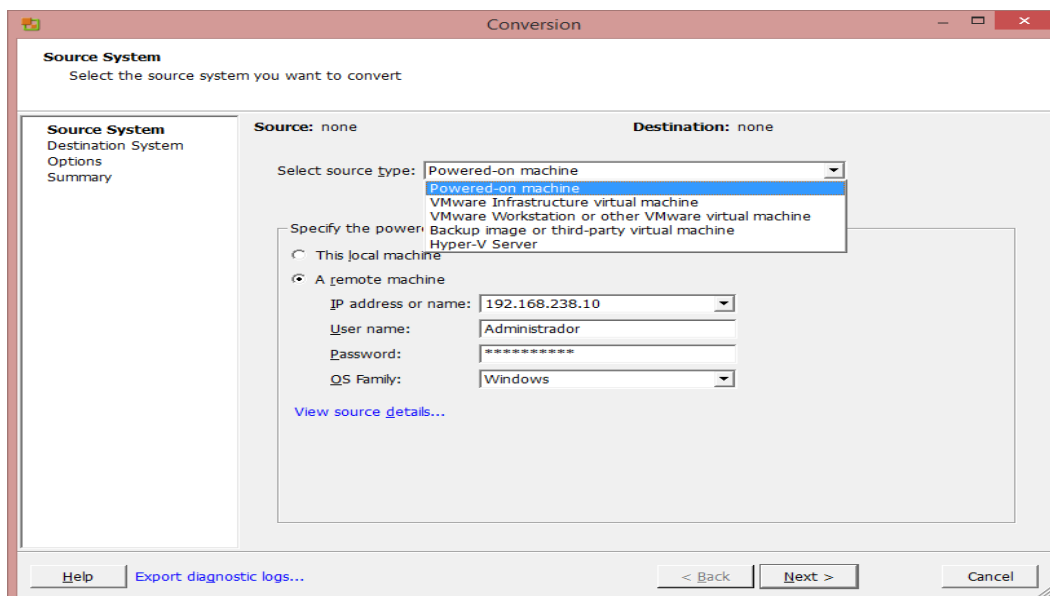 Conversion
Source System
Select the source system you want to convert
Source System
Destination System
Options
Summary
Source: none
Destination: none
Select source type: Powered-on machine
Powered-on machine
VMware Infrastructure virtual machine
VMware Workstation or other VMware virtual machine
Backup image or third-party virtual machine
Hyper-V Server
Specify the power
This local machine
A remote machine
IP address or name: 192.168.238.10
User name: Administrador
Password: **********
OS Family: Windows
View source details...
Help
Export diagnostic logs...
< Back
Next >
Cancel